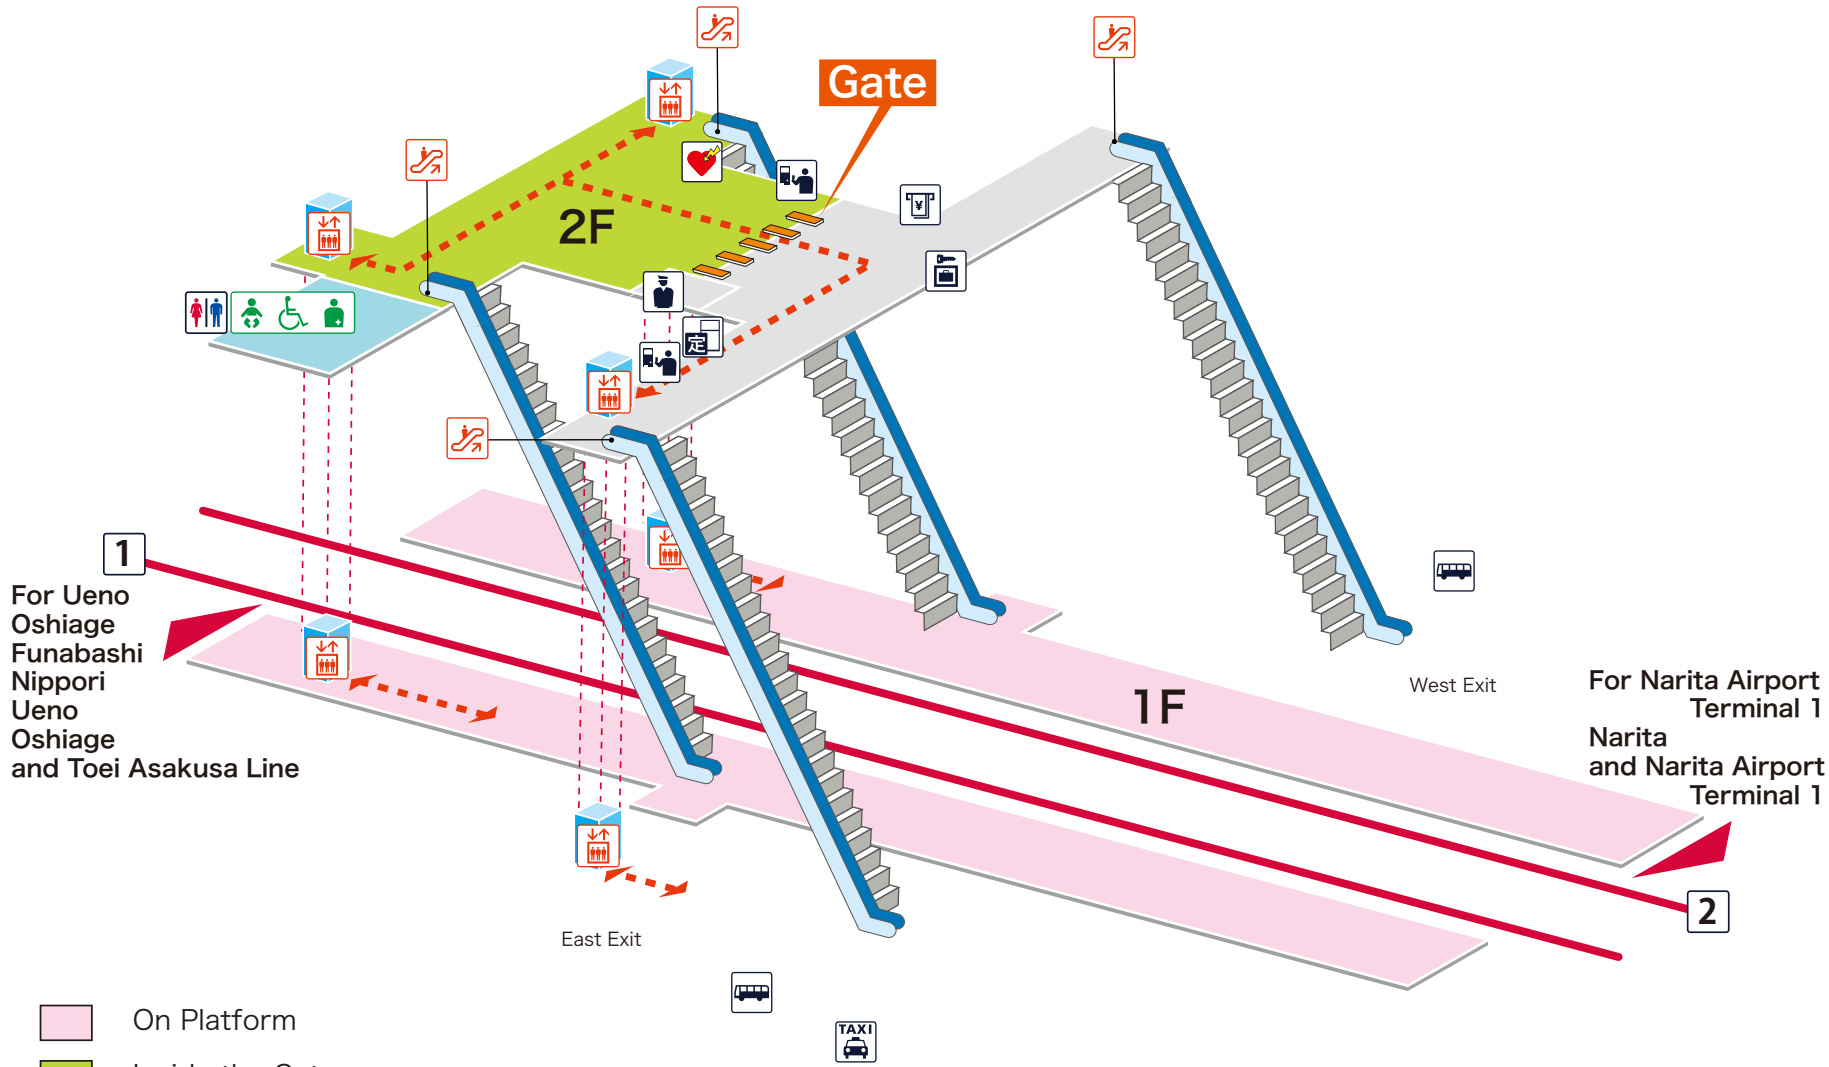 Gate
2F
定
¥
1
For Ueno
Oshiage
Funabashi
Nippori
Ueno
Oshiage
and Toei Asakusa Line
1F
West Exit
For Narita Airport
Terminal 1
Narita
and Narita Airport
Terminal 1
2
East Exit
TAXI
On Platform